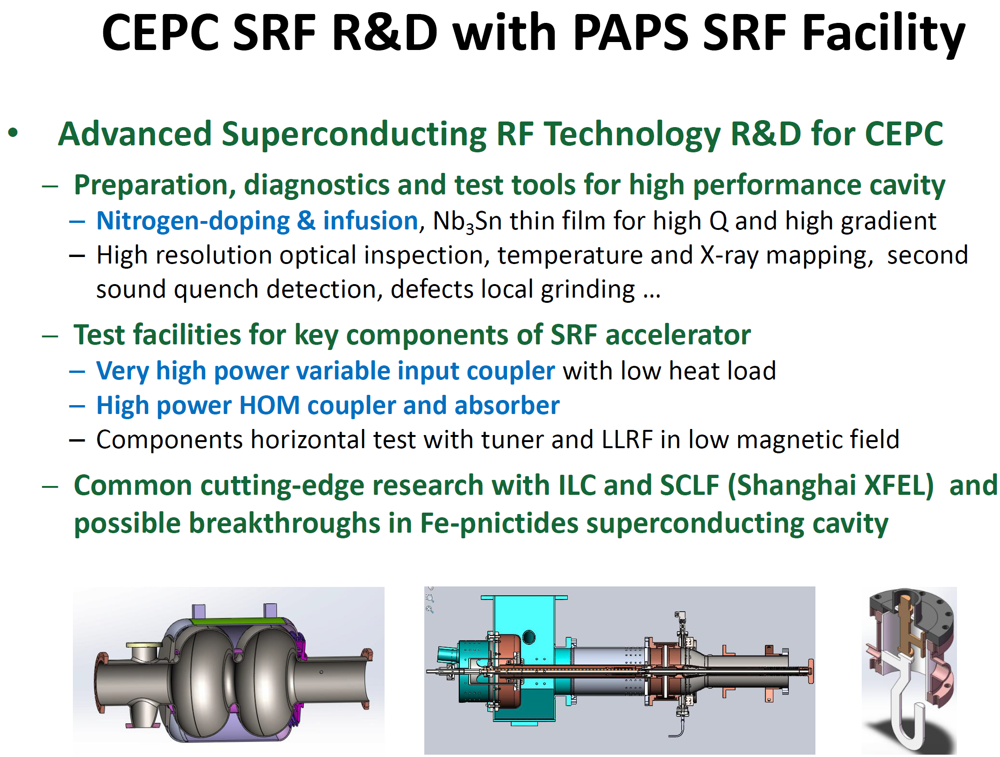 CEPC SRF R&D with PAPS SRF Facility
• Advanced Superconducting RF Technology R&D for CEPC
– Preparation, diagnostics and test tools for high performance cavity
– Nitrogen-doping & infusion, Nb₃Sn thin film for high Q and high gradient
– High resolution optical inspection, temperature and X-ray mapping, second
sound quench detection, defects local grinding ...
– Test facilities for key components of SRF accelerator
– Very high power variable input coupler with low heat load
– High power HOM coupler and absorber
– Components horizontal test with tuner and LLRF in low magnetic field
– Common cutting-edge research with ILC and SCLF (Shanghai XFEL) and
possible breakthroughs in Fe-pnictides superconducting cavity